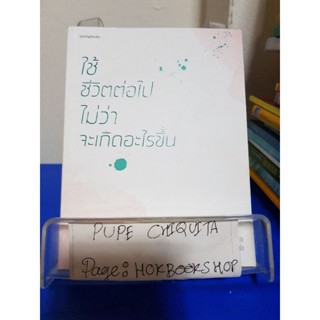 ใช้
ชีวิตต่อไป
ไม่ว่า
จะเกิดอะไรขึ้น
PUPE CHIQUITA
Page: HOKBOOKSHOP